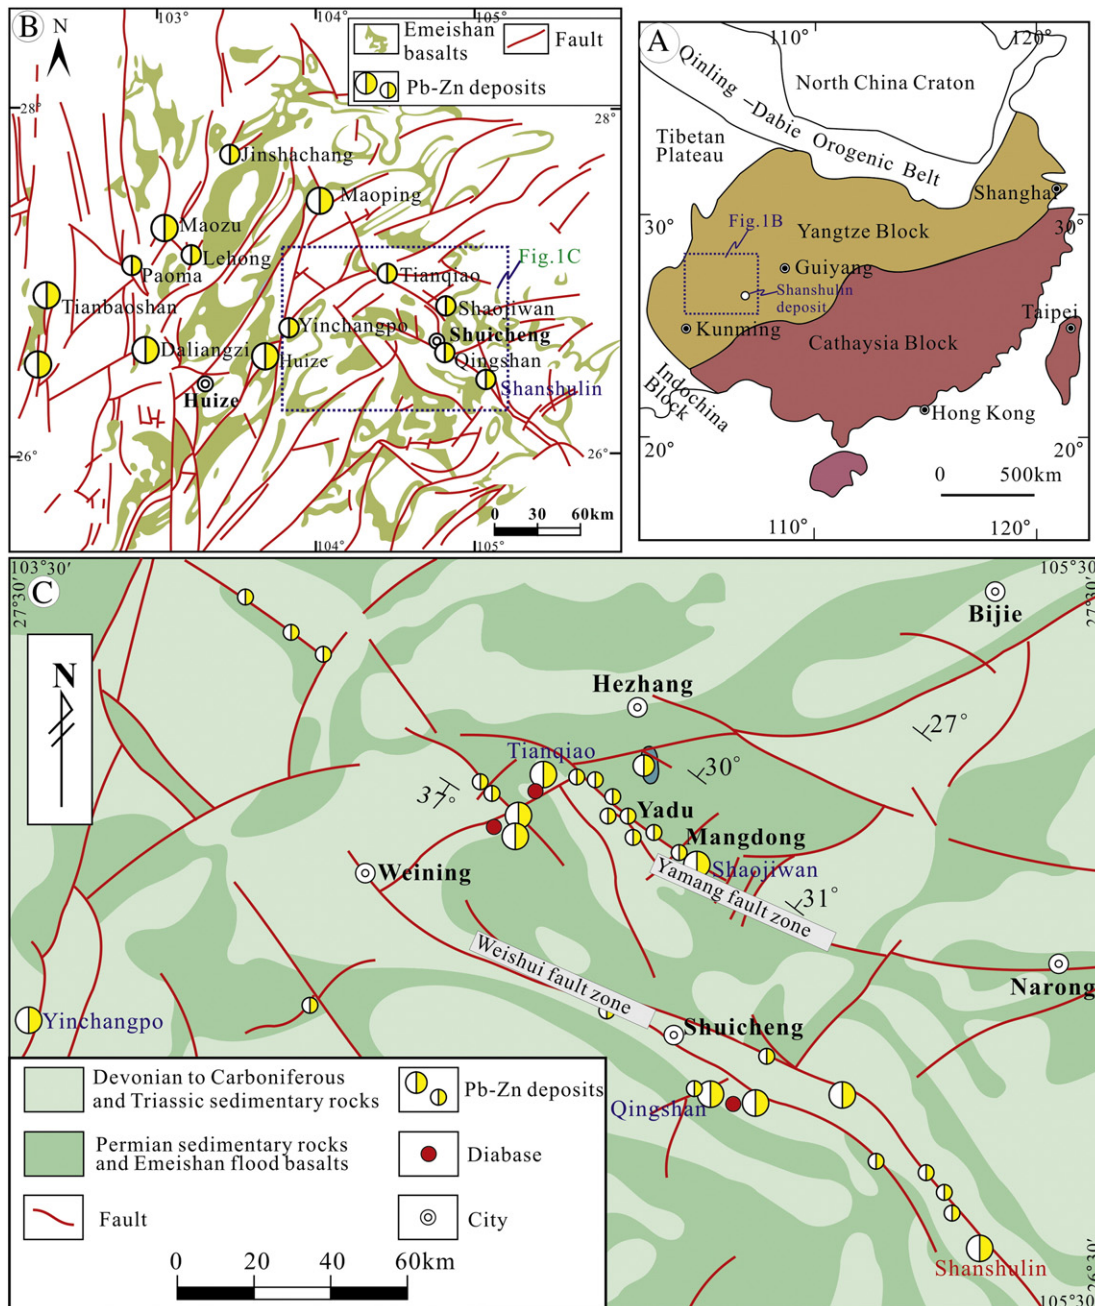 B
N
103°
104°
105°
Emeishan
basalts
Fault
Pb-Zn deposits
28°
28°
Jinshachang
Maoping
Maozu
Lehong
Paoma
Tianbaoshan
Tianqiao
Fig.1C
Shaojiwan
Yinchangpo
Shuicheng
Daliangzi
Huize
Qingshan
Shanshulin
Huize
26°
26°
0 30 60km
104°
105°
A
110°
120°
North China Craton
Qinling –Dabie Orogenic Belt
Tibetan
Plateau
Shanghai
30°
30°
Fig.1B
Yangtze Block
Guiyang
Shanshulin
deposit
Taipei
Kunming
Cathaysia Block
Indochina
Block
Hong Kong
20°
20°
0 500km
110°
120°
C
103°30′
27°30′
105°30′
27°30′
N
Bijie
Hezhang
27°
Tianqiao
30°
37°
Yadu
Mangdong
Weining
Shaojiwan
Yamang fault zone
31°
Weishui fault zone
Narong
Yinchangpo
Shuicheng
Qingshan
Shanshulin
26°30′
105°30′
Devonian to Carboniferous
and Triassic sedimentary rocks
Pb-Zn deposits
Permian sedimentary rocks
and Emeishan flood basalts
Diabase
Fault
City
0 20 40 60km